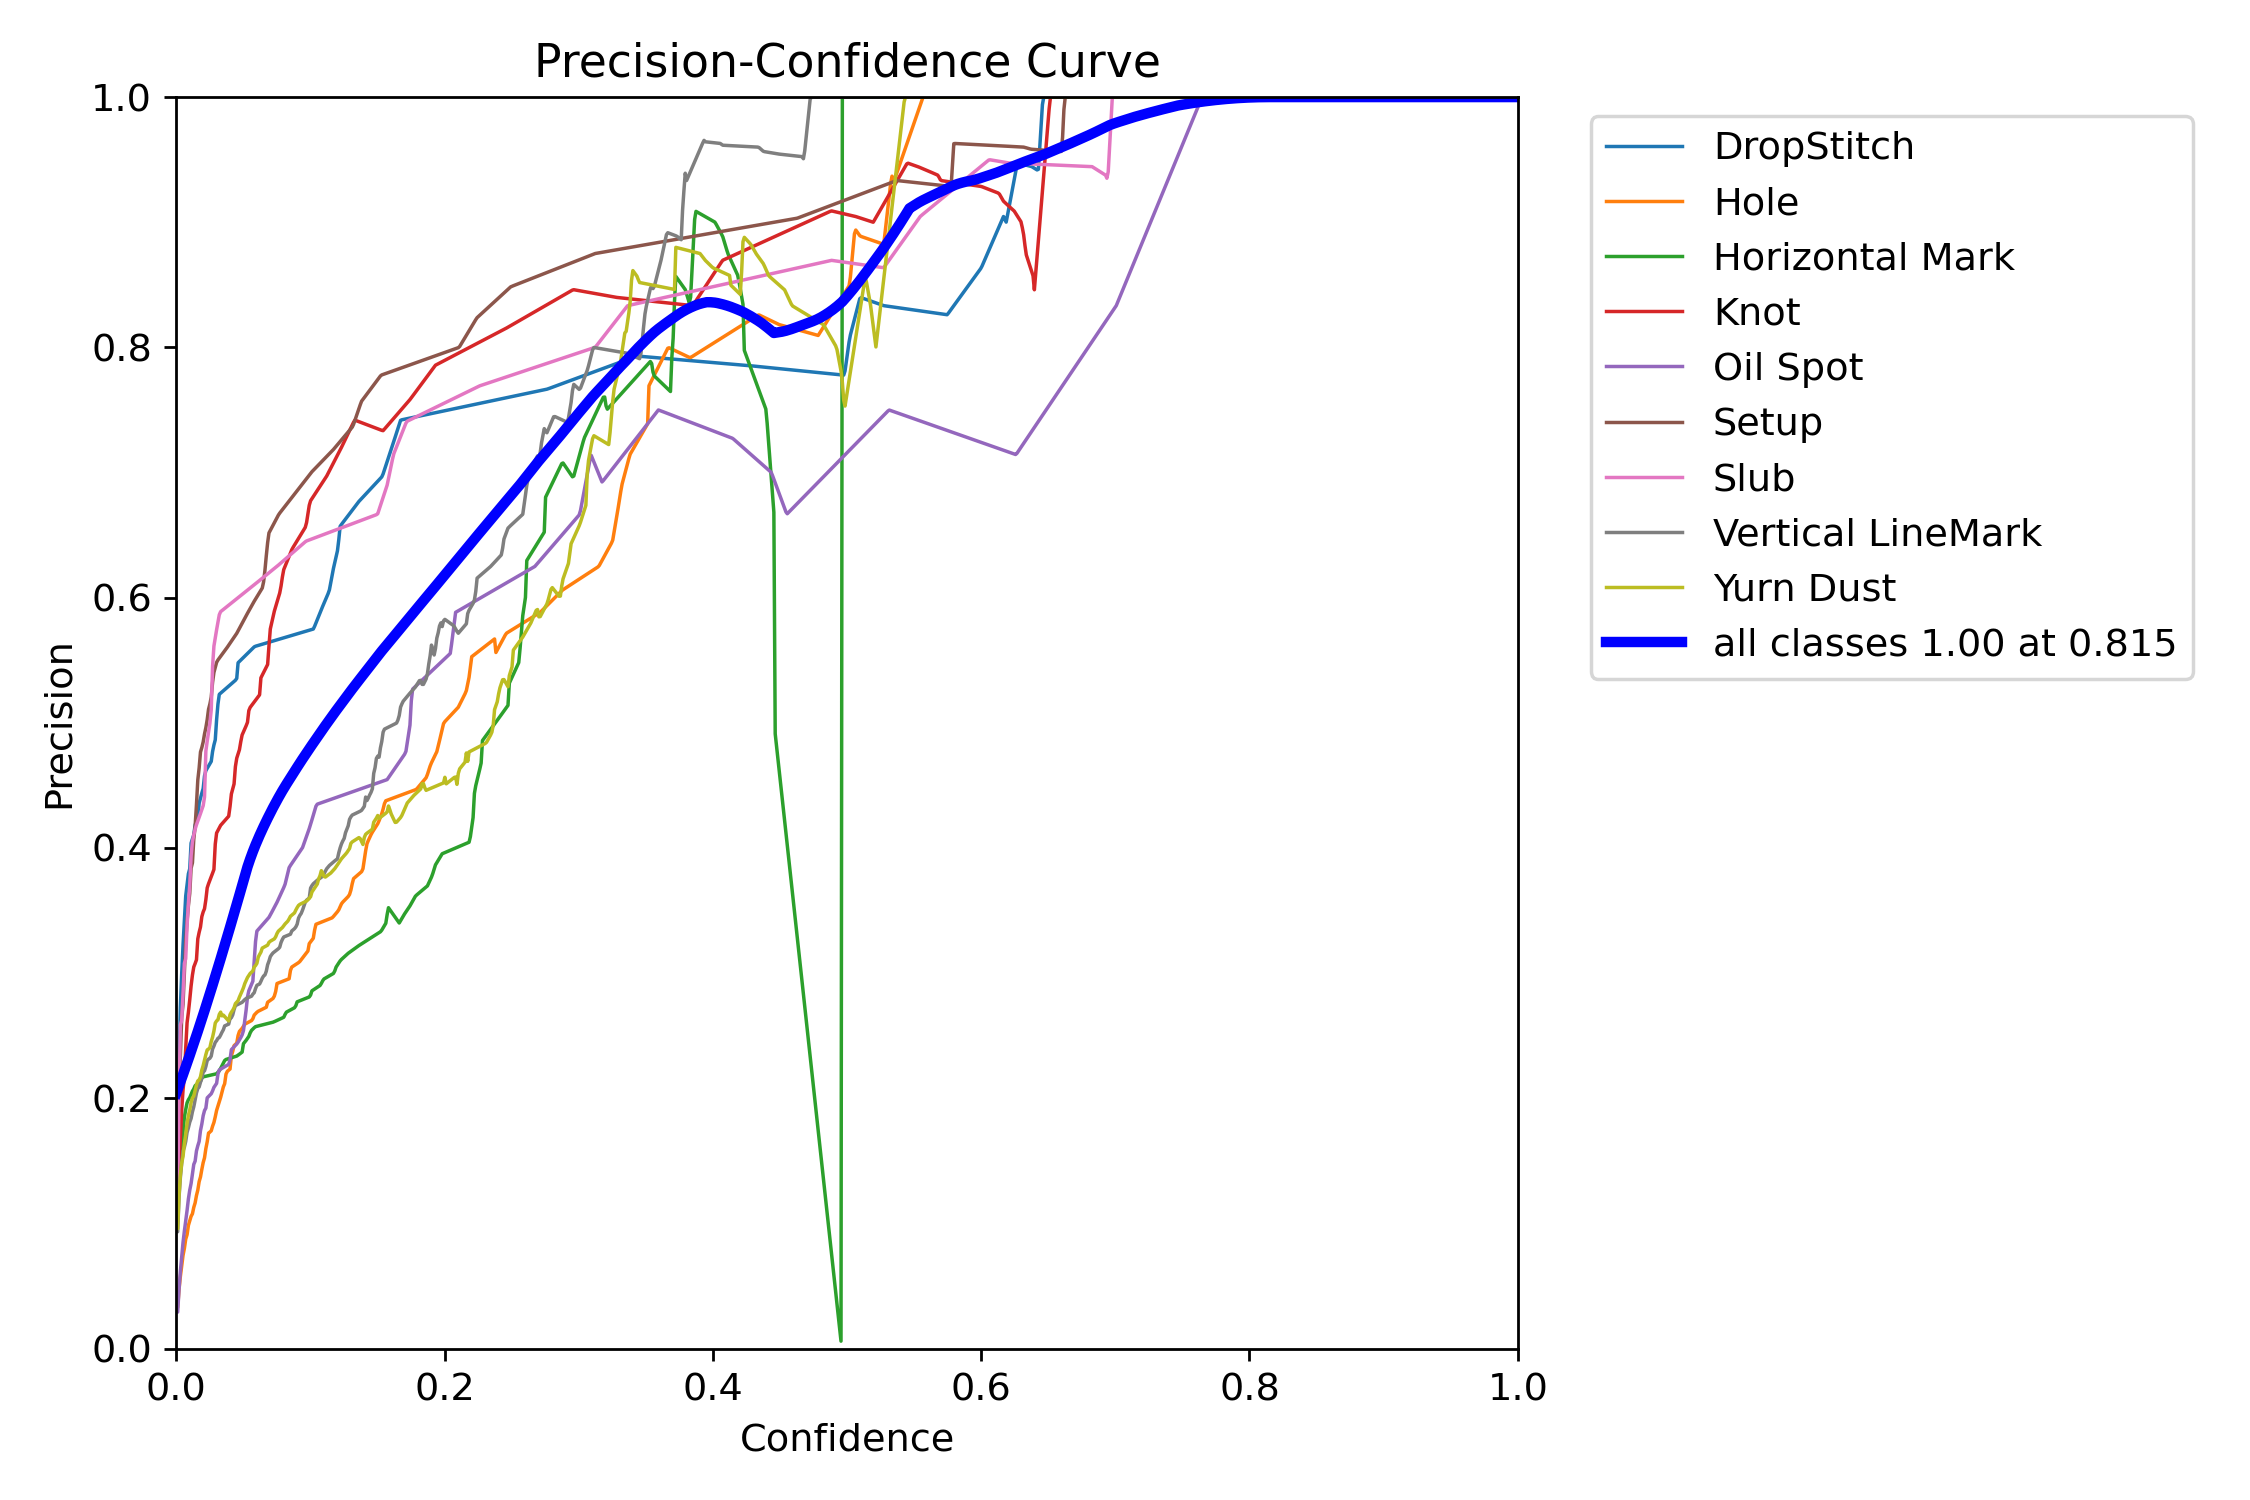 Precision-Confidence Curve
1.0
0.8
0.6
0.4
0.2
0.0
Precision
0.0 0.2 0.4 0.6 0.8 1.0
Confidence
DropStitch
Hole
Horizontal Mark
Knot
Oil Spot
Setup
Slub
Vertical LineMark
Yurn Dust
all classes 1.00 at 0.815